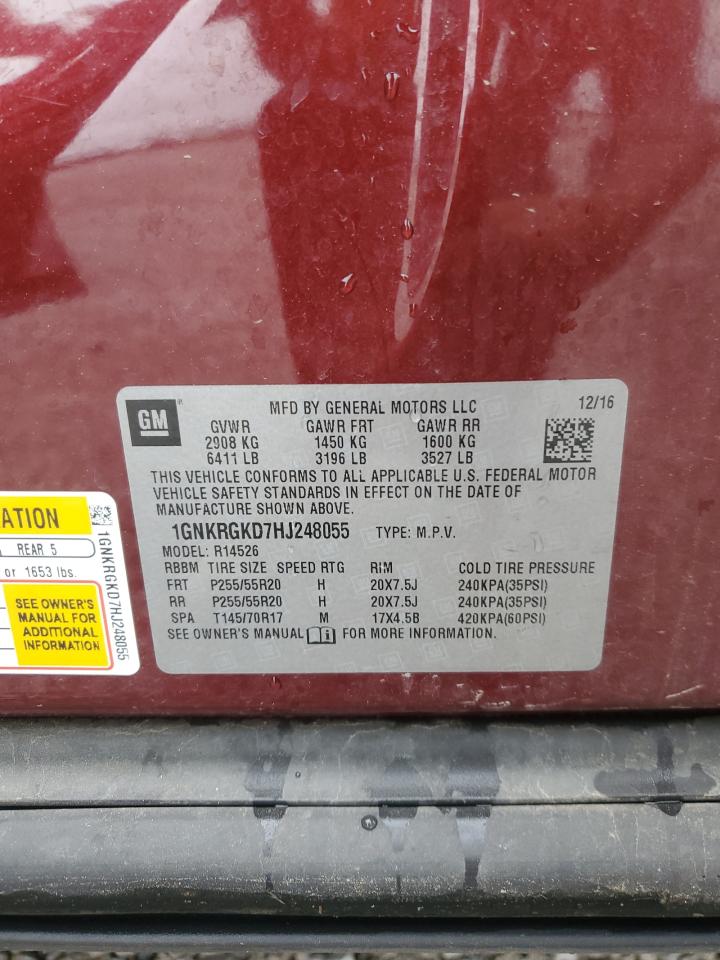 MFD BY GENERAL MOTORS LLC 12/16
GM
GVWR GAWR FRT GAWR RR
2908 KG 1450 KG 1600 KG
6411 LB 3196 LB 3527 LB
THIS VEHICLE CONFORMS TO ALL APPLICABLE U.S. FEDERAL MOTOR
VEHICLE SAFETY STANDARDS IN EFFECT ON THE DATE OF
MANUFACTURE SHOWN ABOVE.
1GNKRGKD7HJ248055 TYPE: M.P.V.
MODEL: R14526
RBBM TIRE SIZE SPEED RTG RIM COLD TIRE PRESSURE
FRT P255/55R20 H 20X7.5J 240KPA(35PSI)
RR P255/55R20 H 20X7.5J 240KPA(35PSI)
SPA T145/70R17 M 17X4.5B 420KPA(60PSI)
SEE OWNER'S MANUAL i FOR MORE INFORMATION.
ATION
REAR 5
or 1653 lbs.
SEE OWNER'S
MANUAL FOR
ADDITIONAL
INFORMATION
1GNKRGKD7HJ248055